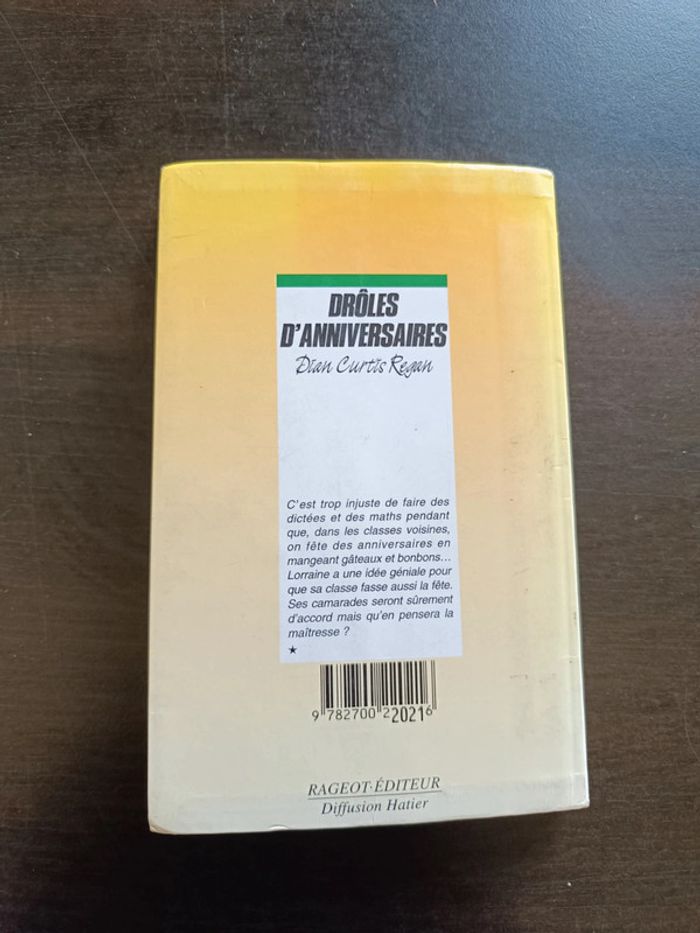 DRÔLES
D'ANNIVERSAIRES
Dian Curtis Regan
C'est trop injuste de faire des
dictées et des maths pendant
que, dans les classes voisines,
on fête des anniversaires en
mangeant gâteaux et bonbons...
Lorraine a une idée géniale pour
que sa classe fasse aussi la fête.
Ses camarades seront sûrement
d'accord mais qu'en pensera la
maîtresse ?
★
9 782700 220216
RAGEOT·ÉDITEUR
Diffusion Hatier